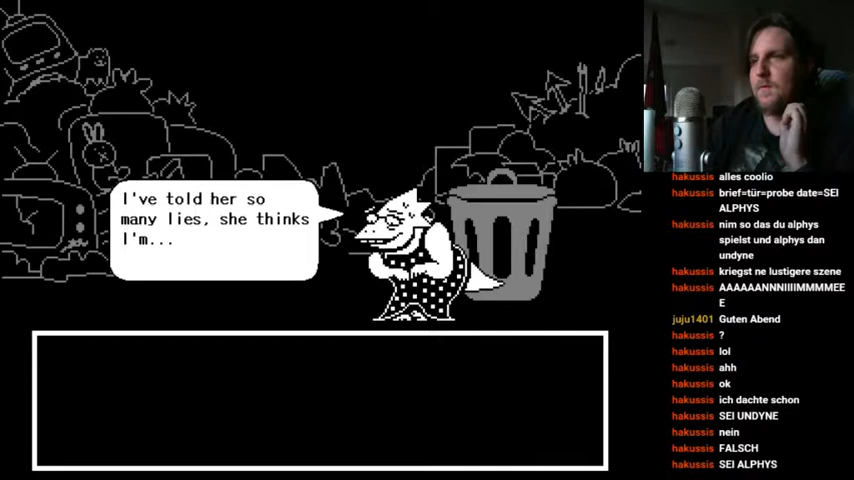 I've told her so
many lies, she thinks
I'm...
hakussis alles coolio
hakussis brief=tür=probe date=SEI
ALPHYS
hakussis nim so das du alphys
spielst und alphys dan
undyne
hakussis kriegst ne lustigere szene
hakussis AAAAAANNNIIIIMMMMEE
E
juju1401 Guten Abend
hakussis ?
hakussis lol
hakussis ahh
hakussis ok
hakussis ich dachte schon
hakussis SEI UNDYNE
hakussis nein
hakussis FALSCH
hakussis SEI ALPHYS